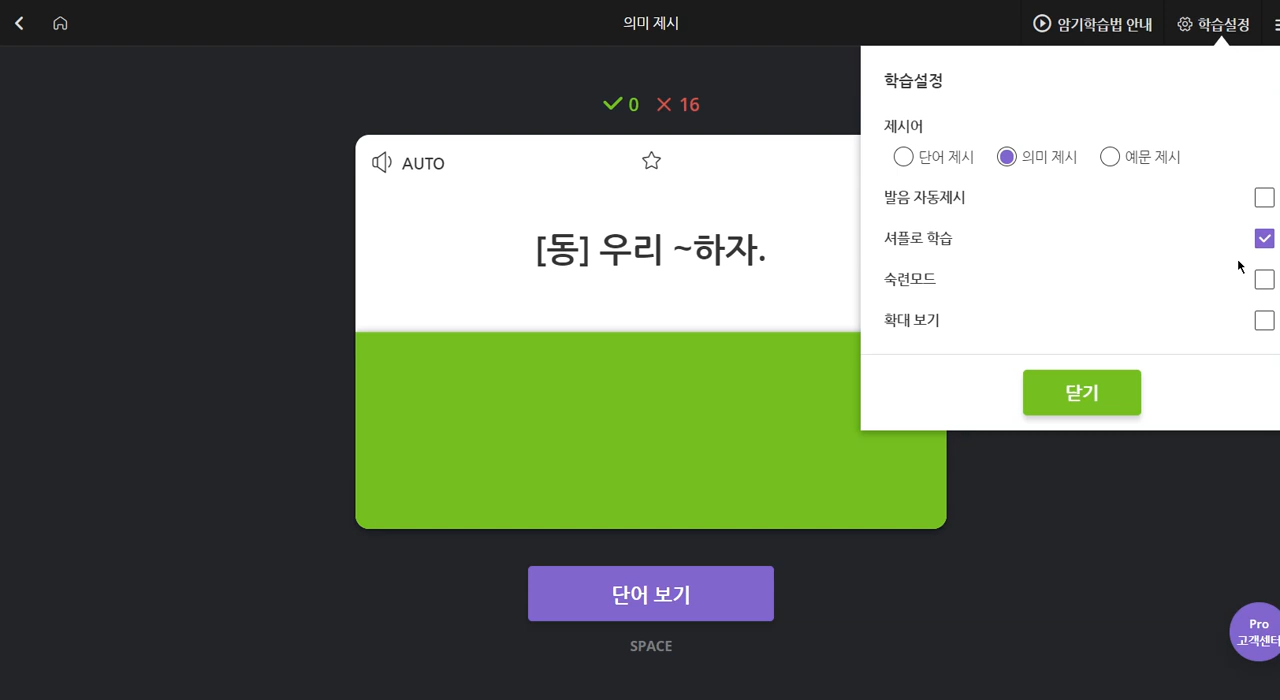 의미 제시
암기학습법 안내
학습설정
0 16
AUTO
[동] 우리 ~하자.
단어 보기
SPACE
학습설정
제시어
단어 제시 의미 제시 예문 제시
발음 자동제시
셔플로 학습
숙련모드
확대 보기
닫기
Pro
고객센터